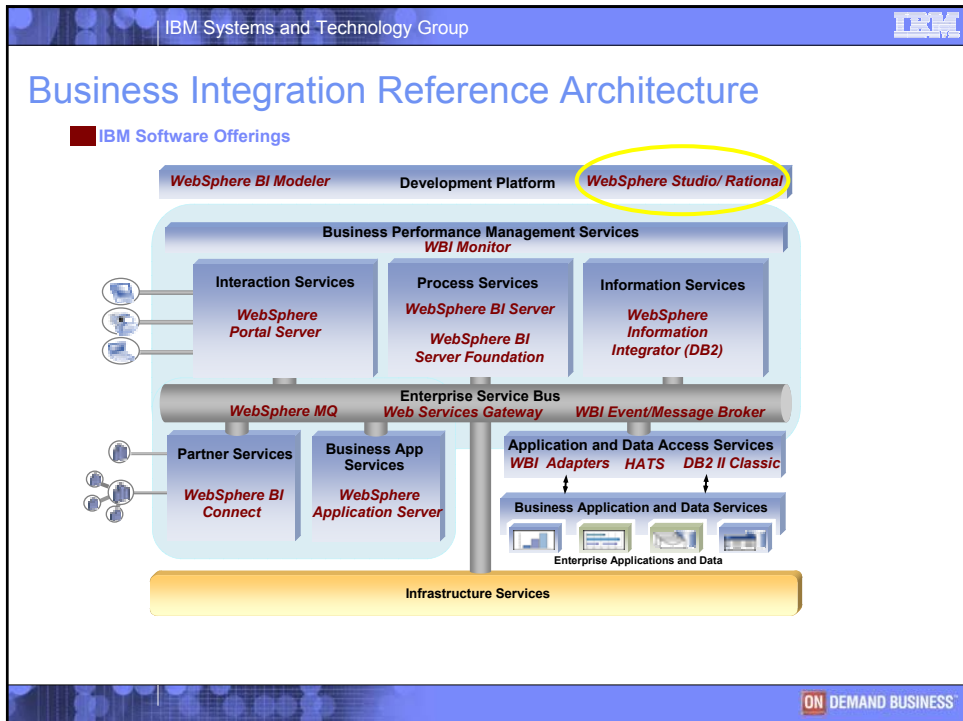 IBM Systems and Technology Group
IBM
Business Integration Reference Architecture
IBM Software Offerings
WebSphere BI Modeler
Development Platform
WebSphere Studio/ Rational
Business Performance Management Services
WBI Monitor
Interaction Services
WebSphere
Portal Server
Process Services
WebSphere BI Server
WebSphere BI
Server Foundation
Information Services
WebSphere
Information
Integrator (DB2)
Enterprise Service Bus
WebSphere MQ
Web Services Gateway
WBI Event/Message Broker
Partner Services
WebSphere BI
Connect
Business App
Services
WebSphere
Application Server
Application and Data Access Services
WBI Adapters
HATS
DB2 II Classic
Business Application and Data Services
Enterprise Applications and Data
Infrastructure Services
ON DEMAND BUSINESS™